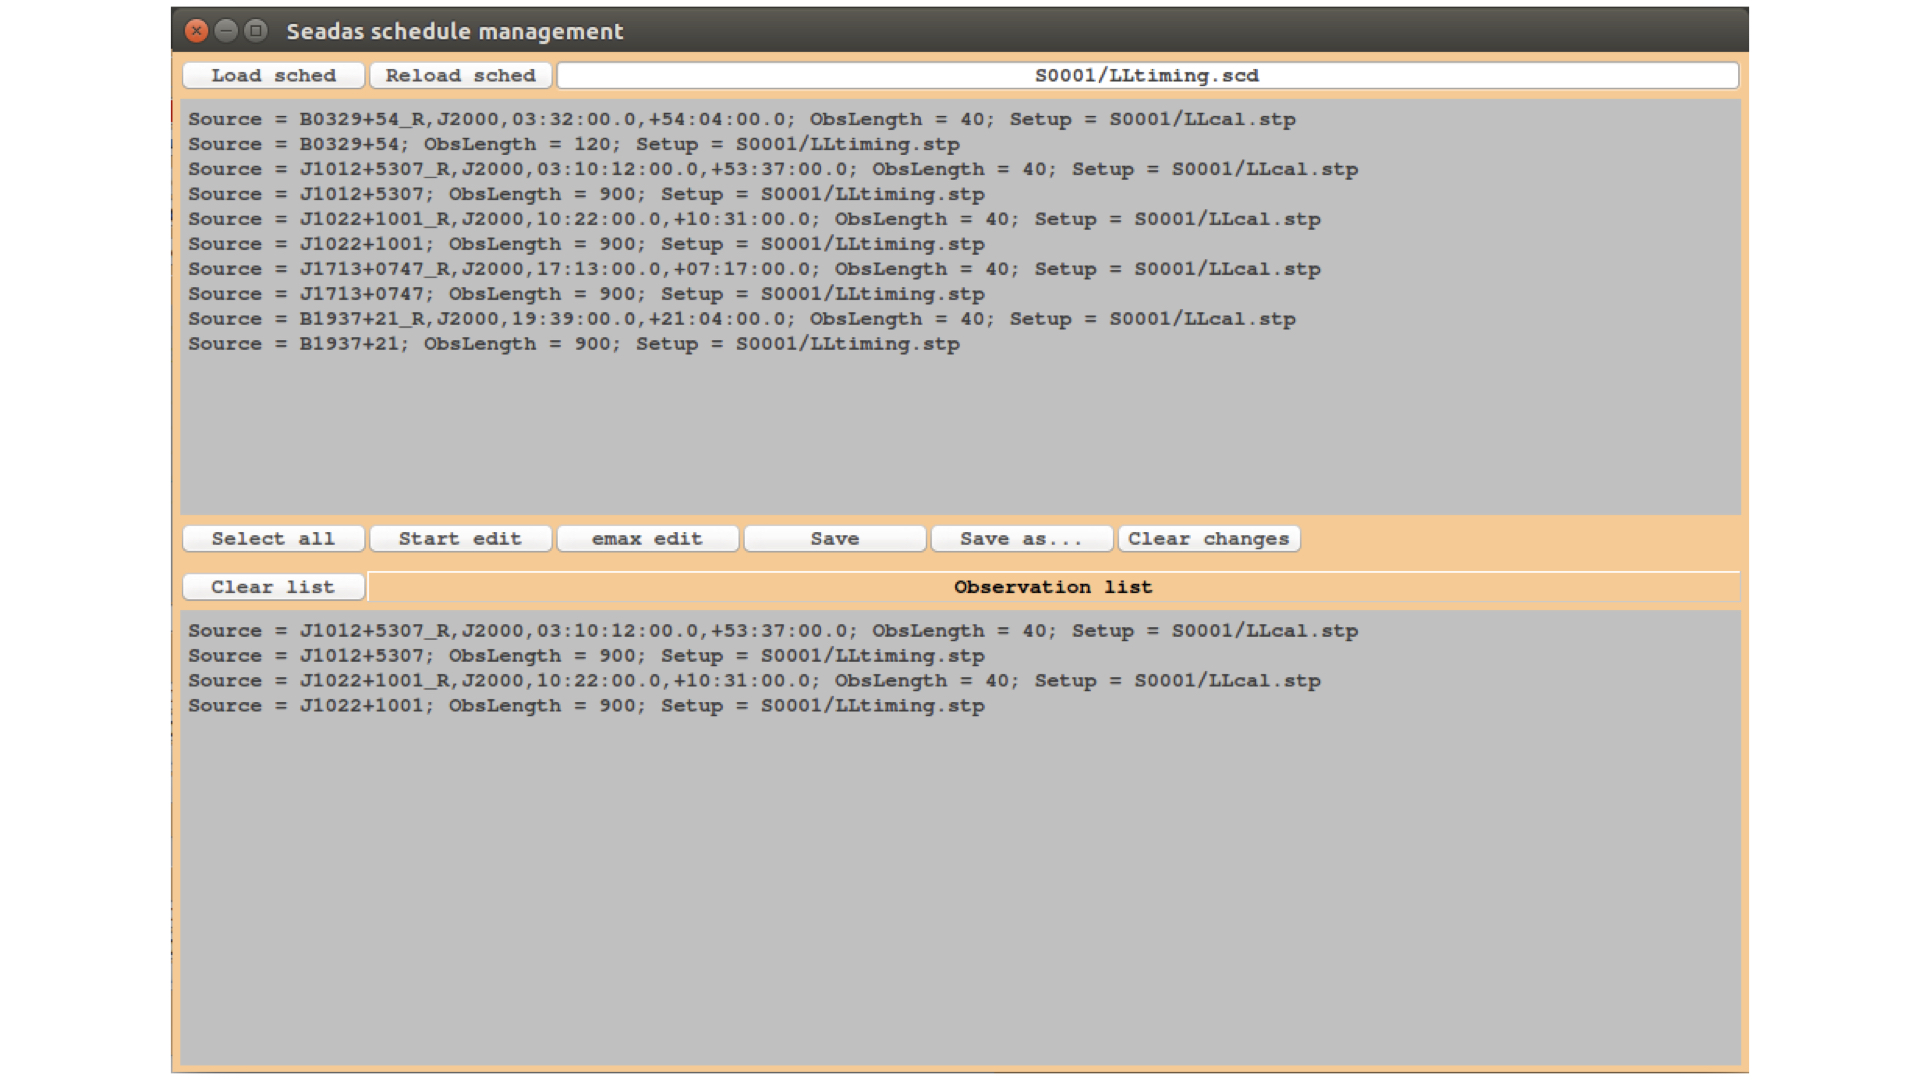 Seadas schedule management
Load sched Reload sched S0001/LLtiming.scd
Source = B0329+54_R,J2000,03:32:00.0,+54:04:00.0; ObsLength = 40; Setup = S0001/LLcal.stp
Source = B0329+54; ObsLength = 120; Setup = S0001/LLtiming.stp
Source = J1012+5307_R,J2000,03:10:12:00.0,+53:37:00.0; ObsLength = 40; Setup = S0001/LLcal.stp
Source = J1012+5307; ObsLength = 900; Setup = S0001/LLtiming.stp
Source = J1022+1001_R,J2000,10:22:00.0,+10:31:00.0; ObsLength = 40; Setup = S0001/LLcal.stp
Source = J1022+1001; ObsLength = 900; Setup = S0001/LLtiming.stp
Source = J1713+0747_R,J2000,17:13:00.0,+07:17:00.0; ObsLength = 40; Setup = S0001/LLcal.stp
Source = J1713+0747; ObsLength = 900; Setup = S0001/LLtiming.stp
Source = B1937+21_R,J2000,19:39:00.0,+21:04:00.0; ObsLength = 40; Setup = S0001/LLcal.stp
Source = B1937+21; ObsLength = 900; Setup = S0001/LLtiming.stp
Select all Start edit emax edit Save Save as... Clear changes
Clear list Observation list
Source = J1012+5307_R,J2000,03:10:12:00.0,+53:37:00.0; ObsLength = 40; Setup = S0001/LLcal.stp
Source = J1012+5307; ObsLength = 900; Setup = S0001/LLtiming.stp
Source = J1022+1001_R,J2000,10:22:00.0,+10:31:00.0; ObsLength = 40; Setup = S0001/LLcal.stp
Source = J1022+1001; ObsLength = 900; Setup = S0001/LLtiming.stp